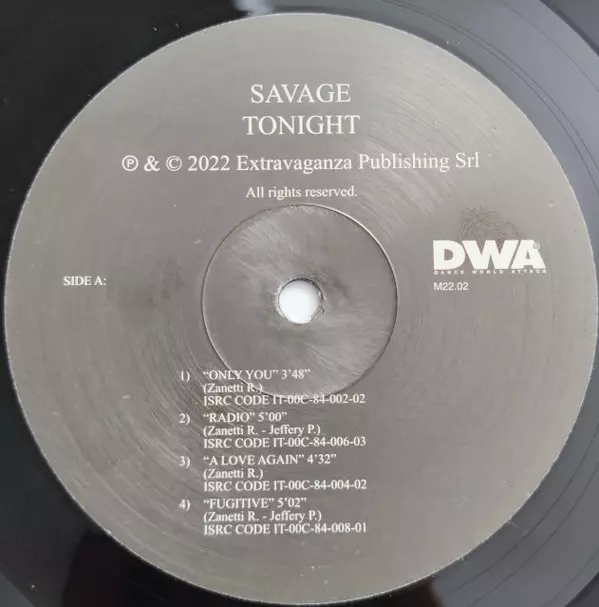 SAVAGE
TONIGHT
℗ & © 2022 Extravaganza Publishing Srl
All rights reserved.
DWA®
DANCE WORLD ATTACK
M22.02
SIDE A:
1) “ONLY YOU” 3’48”
(Zanetti R.)
ISRC CODE IT-00C-84-002-02
2) “RADIO” 5’00”
(Zanetti R. - Jeffery P.)
ISRC CODE IT-00C-84-006-03
3) “A LOVE AGAIN” 4’32”
(Zanetti R.)
ISRC CODE IT-00C-84-004-02
4) “FUGITIVE” 5’02”
(Zanetti R. - Jeffery P.)
ISRC CODE IT-00C-84-008-01